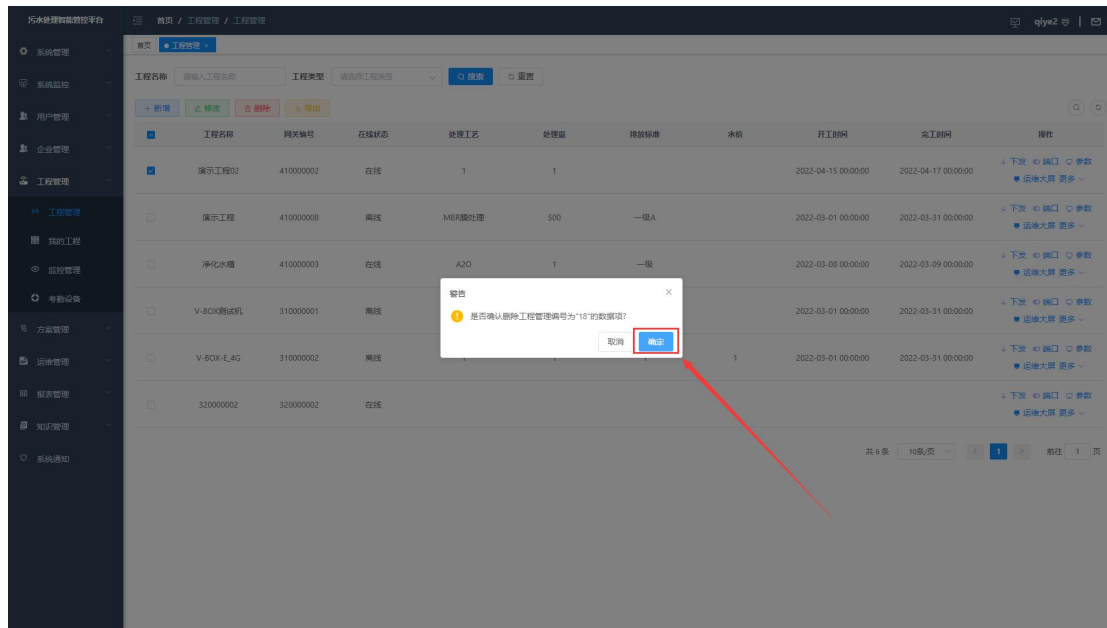 污水处理智能管控平台
首页 / 工程管理 / 工程管理
qiye2
系统管理
系统监控
用户管理
企业管理
工程管理
工程管理
我的工程
监控管理
考勤设备
方案管理
运维管理
报表管理
知识管理
系统通知
首页 工程管理 ×
工程名称 请输入工程名称 工程类型 请选择工程类型 搜索 重置
+ 新增 修改 删除 导出
工程名称 网关编号 在线状态 处理工艺 处理量 排放标准 水价 开工时间 完工时间 操作
演示工程02 410000002 在线 1 1 2022-04-15 00:00:00 2022-04-17 00:00:00 下发 端口 参数
运维大屏 更多
演示工程 410000008 离线 MBR膜处理 500 一级A 2022-03-01 00:00:00 2022-03-31 00:00:00 下发 端口 参数
运维大屏 更多
净化水槽 410000003 在线 A2O 1 一级 2022-03-08 00:00:00 2022-03-09 00:00:00 下发 端口 参数
运维大屏 更多
V-BOX测试机 310000001 离线 2022-03-01 00:00:00 2022-03-31 00:00:00 下发 端口 参数
运维大屏 更多
V-BOX-E_4G 310000002 离线 1 2022-03-01 00:00:00 2022-03-31 00:00:00 下发 端口 参数
运维大屏 更多
320000002 320000002 在线 下发 端口 参数
运维大屏 更多
警告
是否确认删除工程管理编号为"18"的数据项?
取消 确定
共 6 条 10条/页 1 前往 1 页